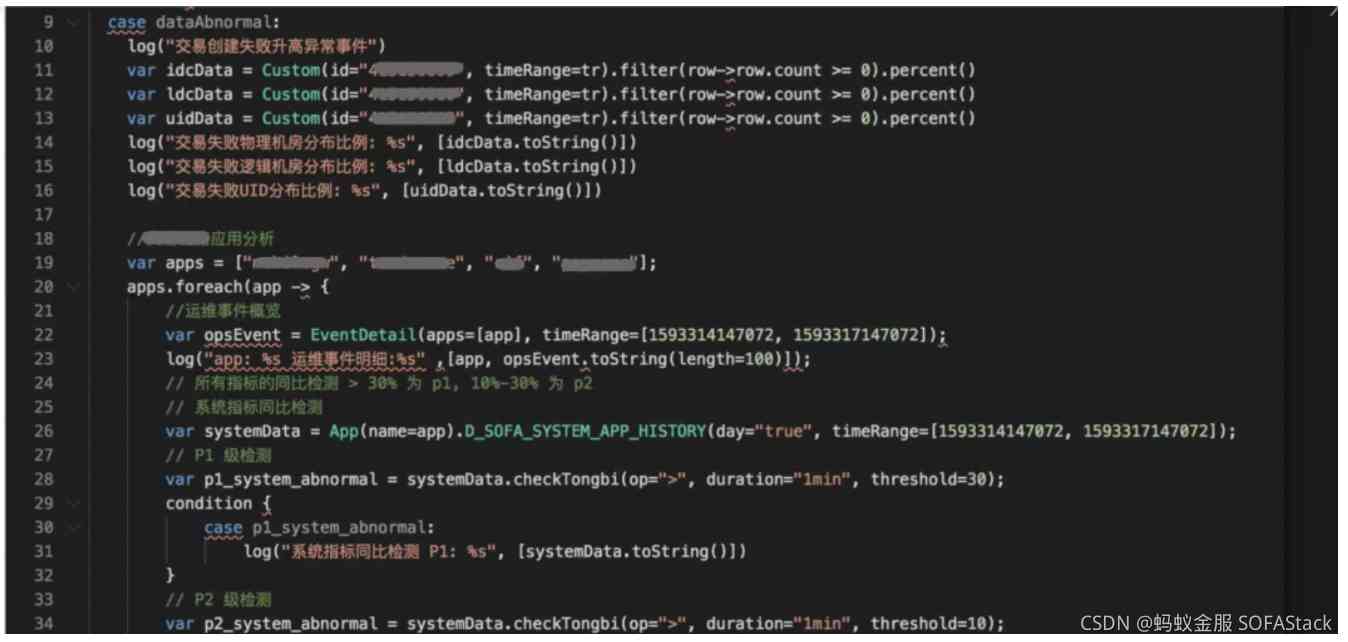 9 case dataAbnormal:
10 log("交易创建失败升高异常事件")
11 var idcData = Custom(id="4 , timeRange=tr).filter(row->row.count >= 0).percent()
12 var ldcData = Custom(id="4 ", timeRange=tr).filter(row->row.count >= 0).percent()
13 var uidData = Custom(id="4 ", timeRange=tr).filter(row->row.count >= 0).percent()
14 log("交易失败物理机房分布比例: %s", [idcData.toString()])
15 log("交易失败逻辑机房分布比例: %s", [ldcData.toString()])
16 log("交易失败UID分布比例: %s", [uidData.toString()])
17
18 // 应用分析
19 var apps = [" ", " ", " ", " "];
20 apps.foreach(app -> {
21 //运维事件概览
22 var opsEvent = EventDetail(apps=[app], timeRange=[1593314147072, 1593317147072]);
23 log("app: %s 运维事件明细:%s" ,[app, opsEvent.toString(length=100)]);
24 // 所有指标的同比检测 > 30% 为 p1, 10%-30% 为 p2
25 // 系统指标同比检测
26 var systemData = App(name=app).D_SOFA_SYSTEM_APP_HISTORY(day="true", timeRange=[1593314147072, 1593317147072]);
27 // P1 级检测
28 var p1_system_abnormal = systemData.checkTongbi(op=">", duration="1min", threshold=30);
29 condition {
30 case p1_system_abnormal:
31 log("系统指标同比检测 P1: %s", [systemData.toString()])
32 }
33 // P2 级检测
34 var p2_system_abnormal = systemData.checkTongbi(op=">", duration="1min", threshold=10);
CSDN @蚂蚁金服 SOFAStack